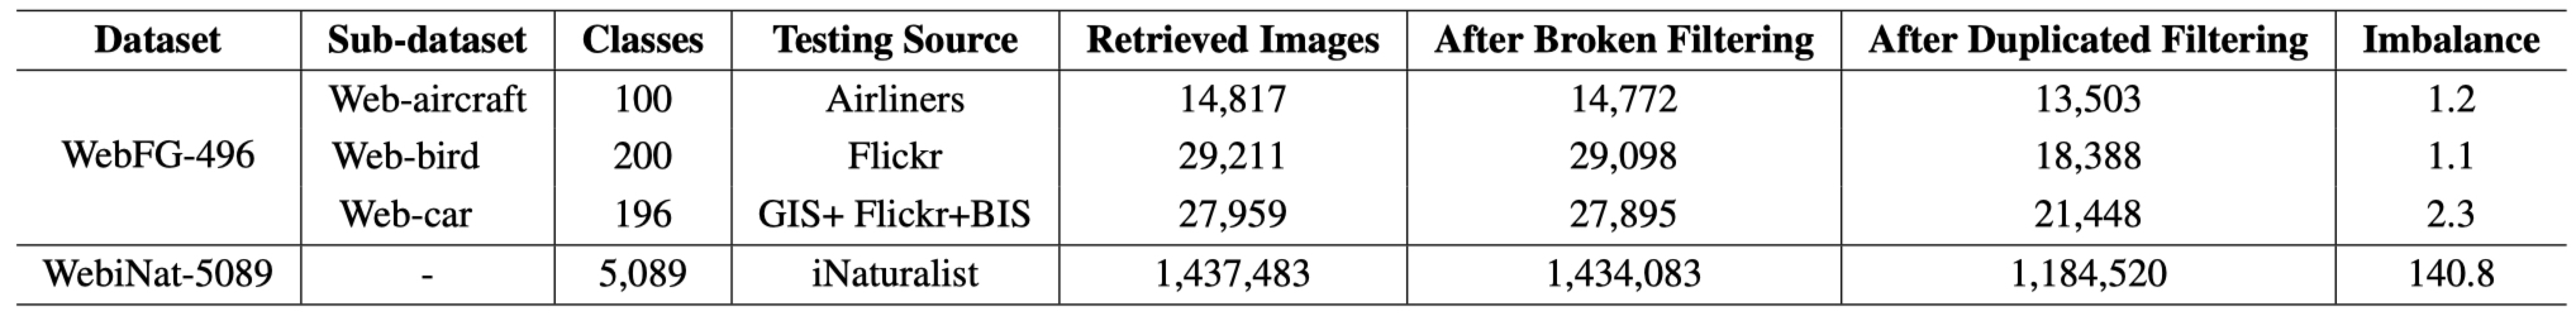 Dataset Sub-dataset Classes Testing Source Retrieved Images After Broken Filtering After Duplicated Filtering Imbalance
Web-aircraft 100 Airliners 14,817 14,772 13,503 1.2
WebFG-496 Web-bird 200 Flickr 29,211 29,098 18,388 1.1
Web-car 196 GIS+ Flickr+BIS 27,959 27,895 21,448 2.3
WebiNat-5089 - 5,089 iNaturalist 1,437,483 1,434,083 1,184,520 140.8